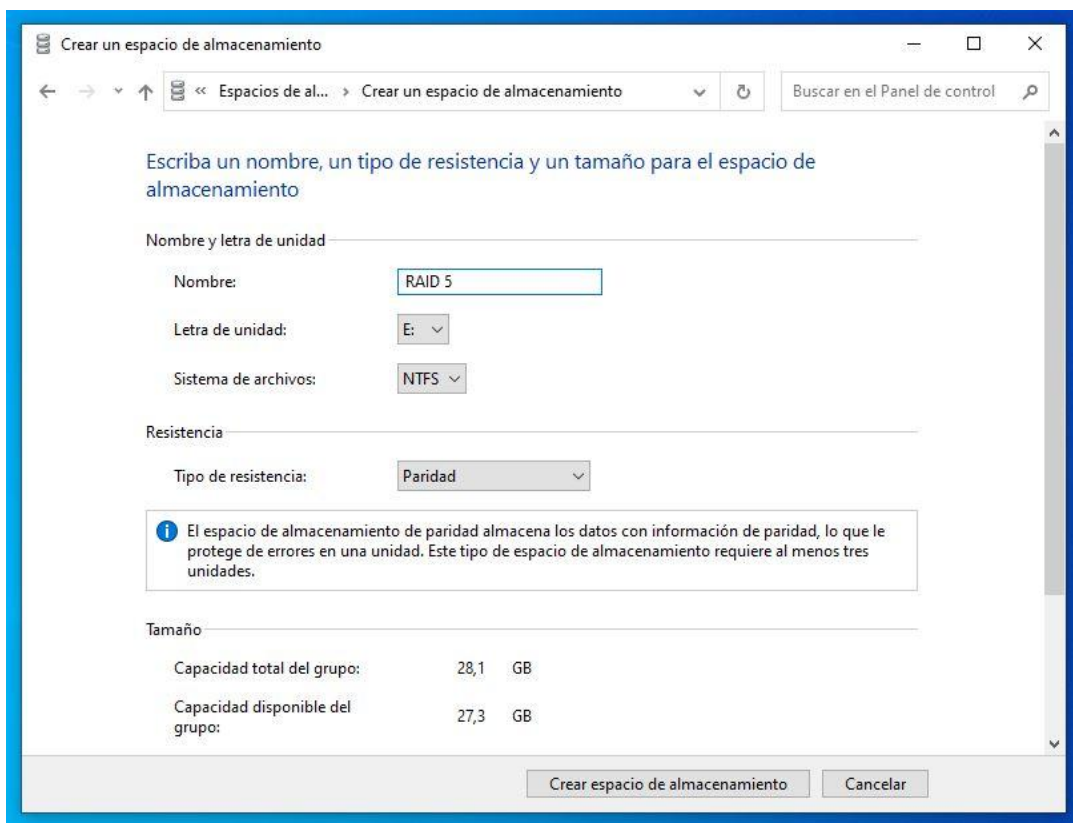 Crear un espacio de almacenamiento
« Espacios de al... › Crear un espacio de almacenamiento
Buscar en el Panel de control
Escriba un nombre, un tipo de resistencia y un tamaño para el espacio de
almacenamiento
Nombre y letra de unidad
Nombre: RAID 5
Letra de unidad: E:
Sistema de archivos: NTFS
Resistencia
Tipo de resistencia: Paridad
El espacio de almacenamiento de paridad almacena los datos con información de paridad, lo que le
protege de errores en una unidad. Este tipo de espacio de almacenamiento requiere al menos tres
unidades.
Tamaño
Capacidad total del grupo: 28,1 GB
Capacidad disponible del
grupo: 27,3 GB
Crear espacio de almacenamiento Cancelar